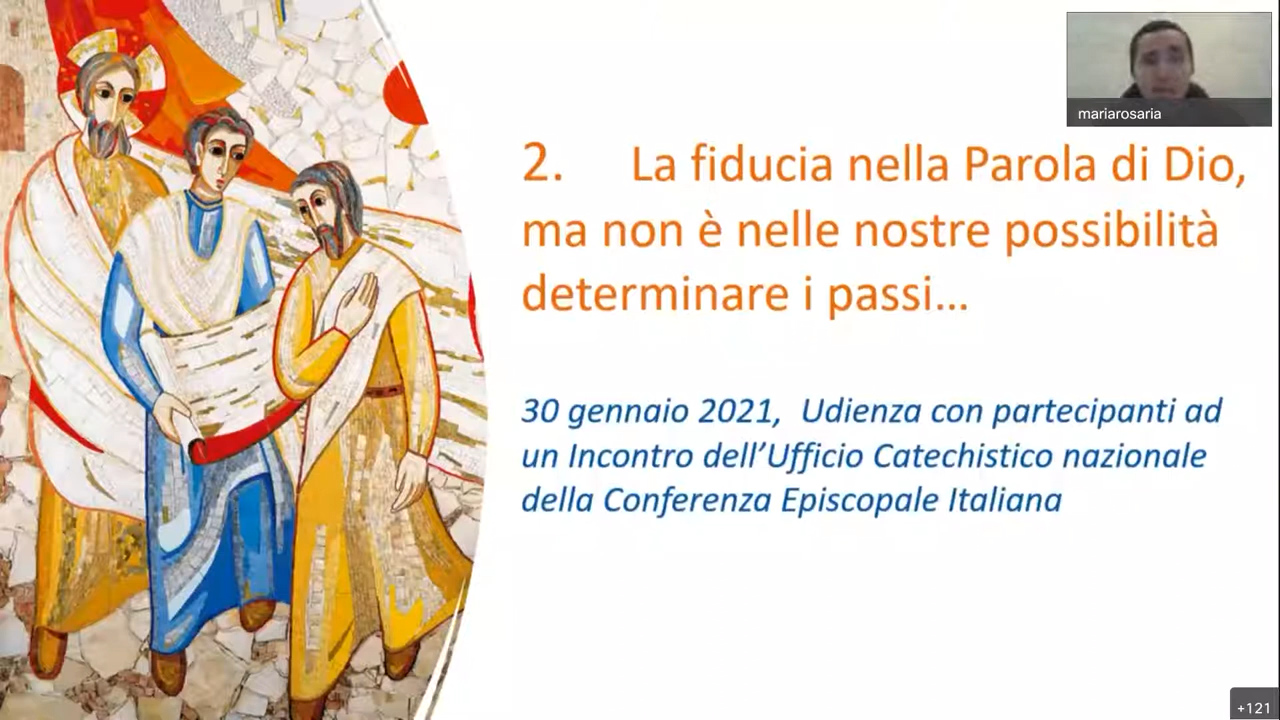 mariarosaria
2. La fiducia nella Parola di Dio,
ma non è nelle nostre possibilità
determinare i passi...
30 gennaio 2021, Udienza con partecipanti ad
un Incontro dell'Ufficio Catechistico nazionale
della Conferenza Episcopale Italiana
+121